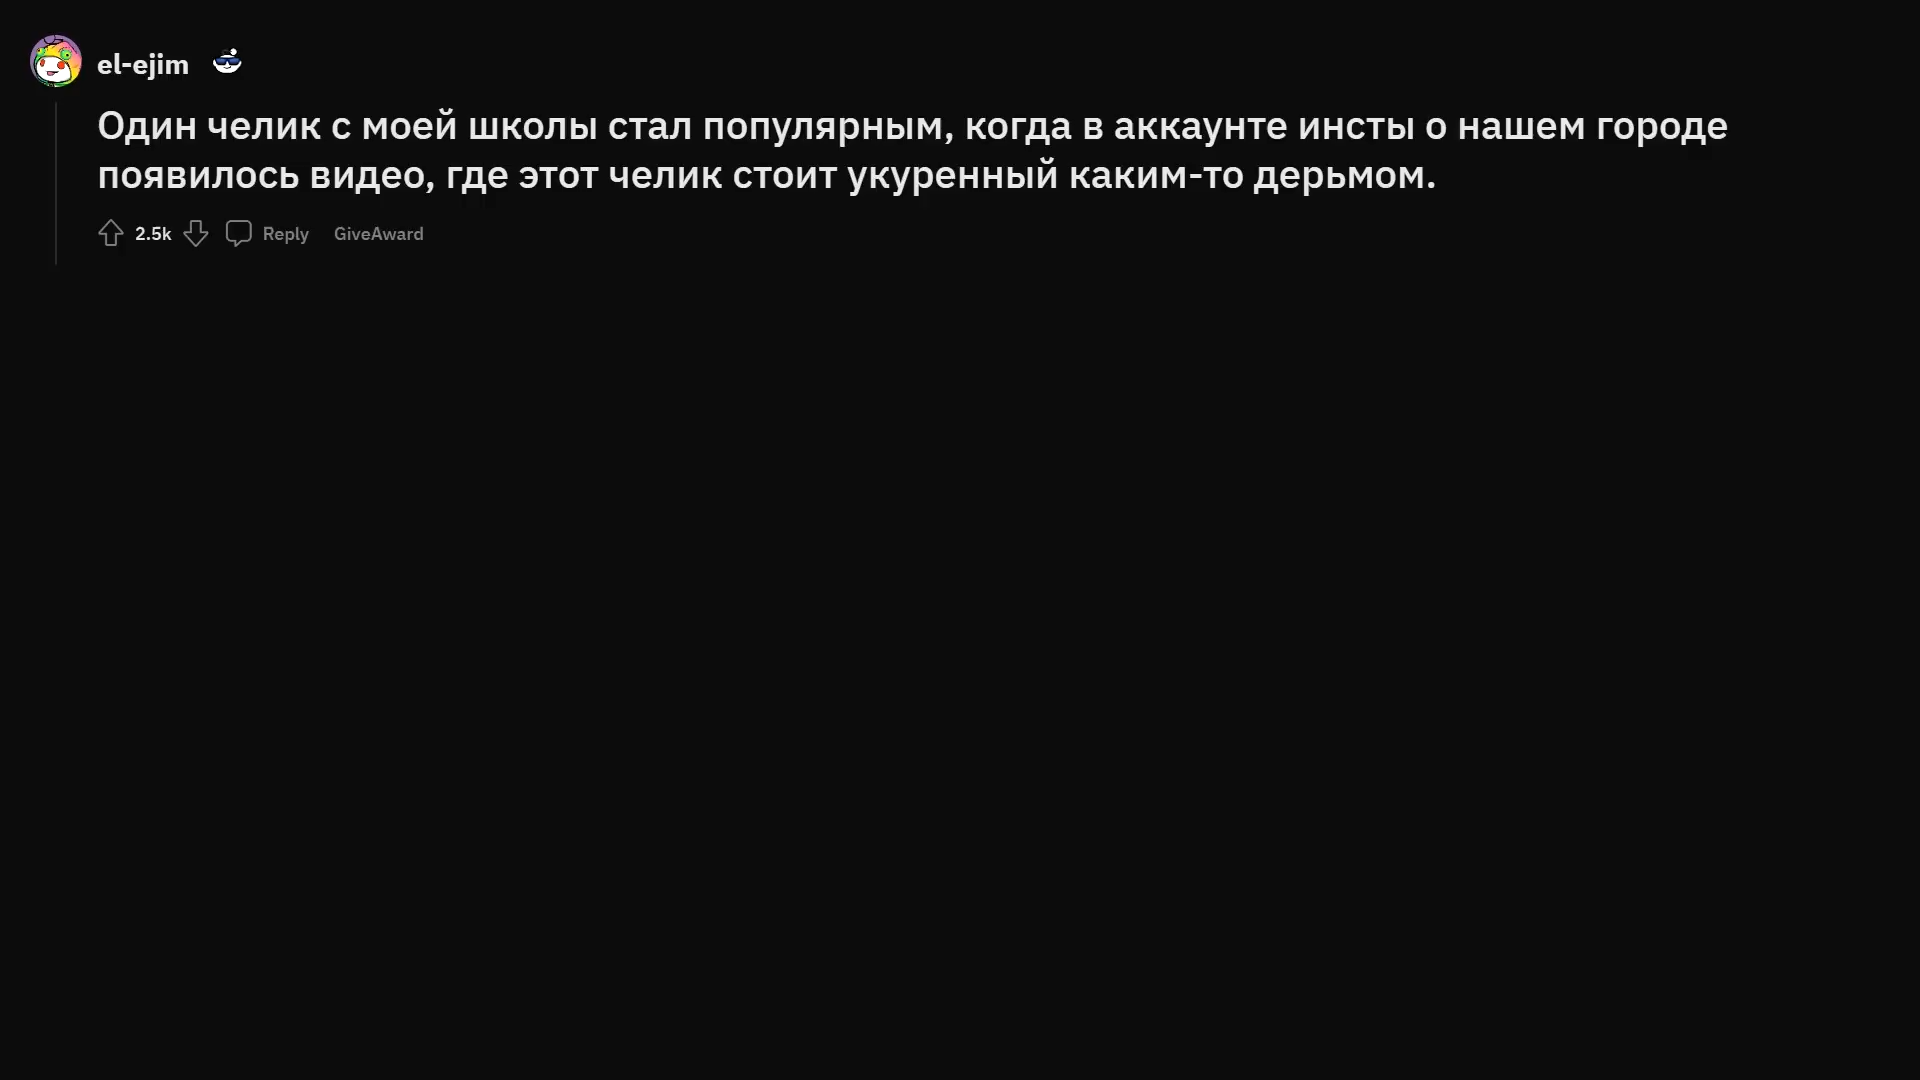 el-ejim
Один челик с моей школы стал популярным, когда в аккаунте инсты о нашем городе
появилось видео, где этот челик стоит укуренный каким-то дерьмом.
2.5k Reply GiveAward